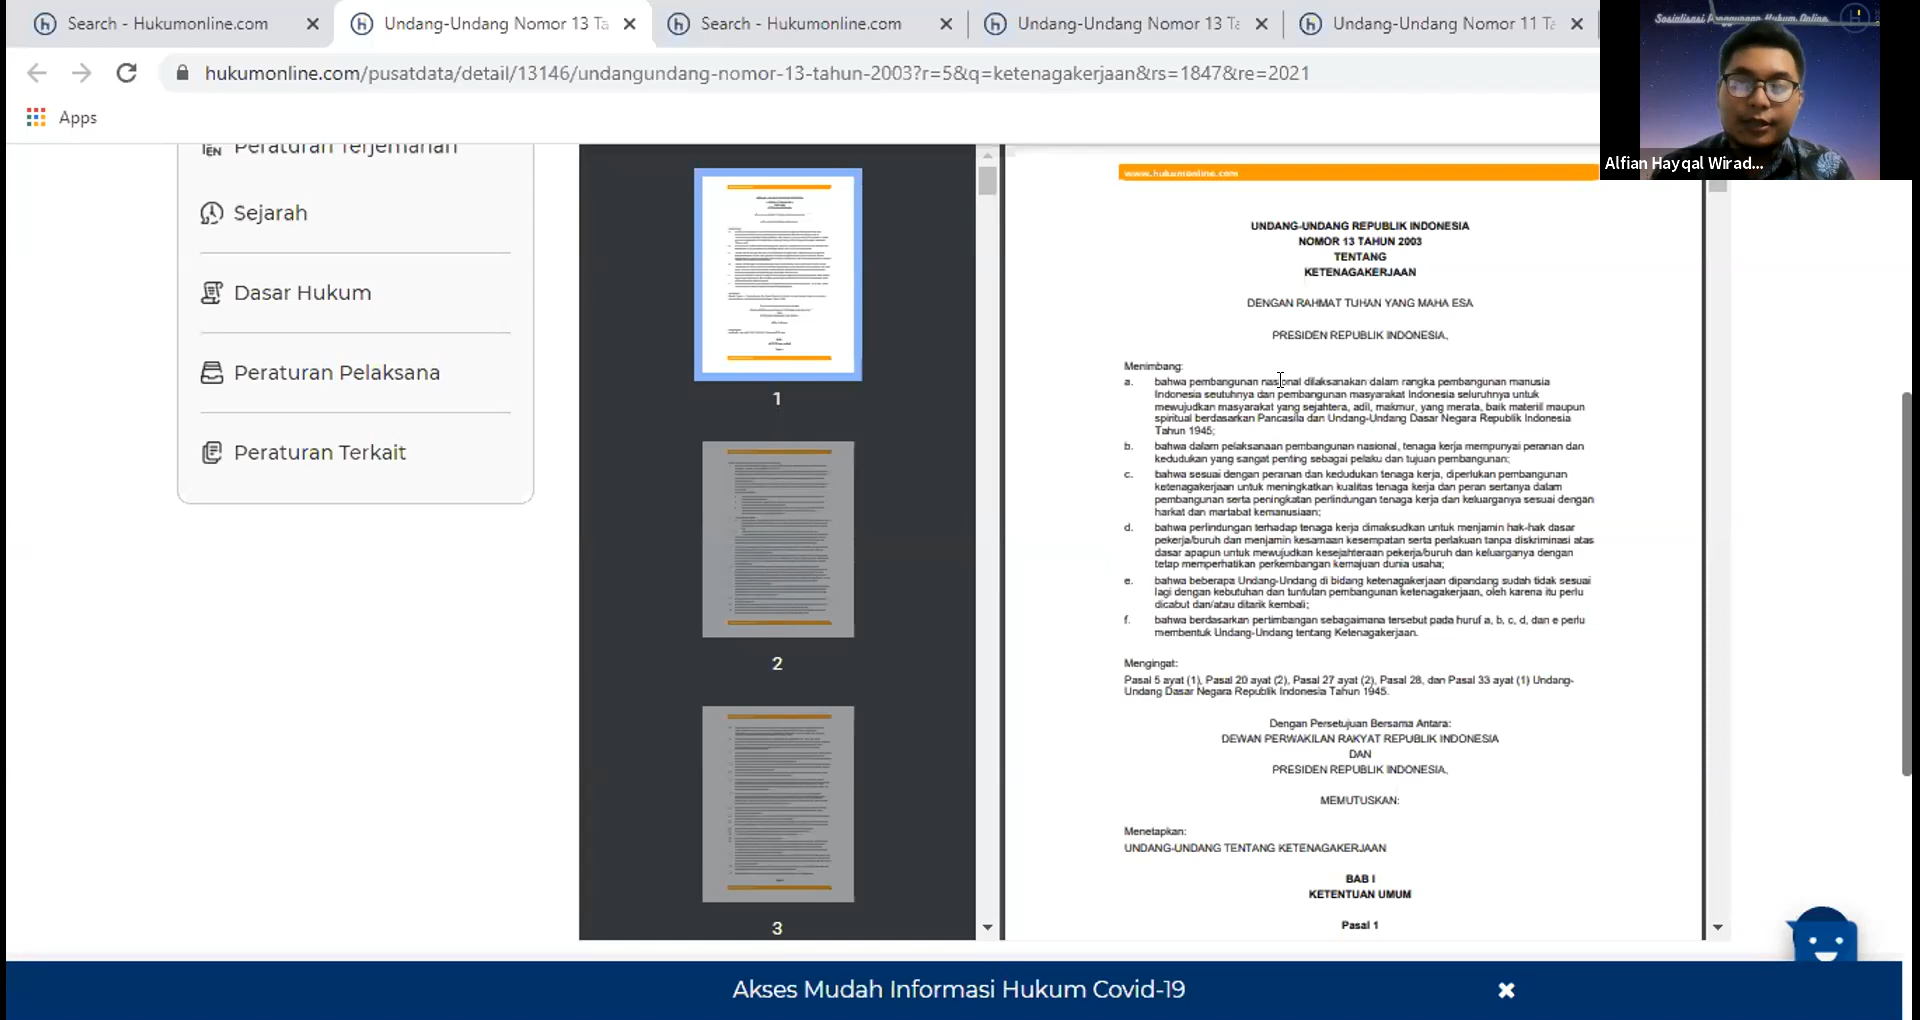 Search - Hukumonline.com
Undang-Undang Nomor 13 Ta
Search - Hukumonline.com
Undang-Undang Nomor 13 Ta
Undang-Undang Nomor 11 Ta
Sosialisasi Penggunaan Hukum Online
hukumonline.com/pusatdata/detail/13146/undangundang-nomor-13-tahun-2003?r=5&q=ketenagakerjaan&rs=1847&re=2021
Apps
Alfian Hayqal Wirad...
EN Peraturan Terjemahan
Sejarah
Dasar Hukum
Peraturan Pelaksana
Peraturan Terkait
1
2
3
www.hukumonline.com
UNDANG-UNDANG REPUBLIK INDONESIA
NOMOR 13 TAHUN 2003
TENTANG
KETENAGAKERJAAN
DENGAN RAHMAT TUHAN YANG MAHA ESA
PRESIDEN REPUBLIK INDONESIA,
Menimbang:
a. bahwa pembangunan nasional dilaksanakan dalam rangka pembangunan manusia
Indonesia seutuhnya dan pembangunan masyarakat Indonesia seluruhnya untuk
mewujudkan masyarakat yang sejahtera, adil, makmur, yang merata, baik materiil maupun
spiritual berdasarkan Pancasila dan Undang-Undang Dasar Negara Republik Indonesia
Tahun 1945;
b. bahwa dalam pelaksanaan pembangunan nasional, tenaga kerja mempunyai peranan dan
kedudukan yang sangat penting sebagai pelaku dan tujuan pembangunan;
c. bahwa sesuai dengan peranan dan kedudukan tenaga kerja, diperlukan pembangunan
ketenagakerjaan untuk meningkatkan kualitas tenaga kerja dan peran sertanya dalam
pembangunan serta peningkatan perlindungan tenaga kerja dan keluarganya sesuai dengan
harkat dan martabat kemanusiaan;
d. bahwa perlindungan terhadap tenaga kerja dimaksudkan untuk menjamin hak-hak dasar
pekerja/buruh dan menjamin kesamaan kesempatan serta perlakuan tanpa diskriminasi atas
dasar apapun untuk mewujudkan kesejahteraan pekerja/buruh dan keluarganya dengan
tetap memperhatikan perkembangan kemajuan dunia usaha;
e. bahwa beberapa Undang-Undang di bidang ketenagakerjaan dipandang sudah tidak sesuai
lagi dengan kebutuhan dan tuntutan pembangunan ketenagakerjaan, oleh karena itu perlu
dicabut dan/atau ditarik kembali;
f. bahwa berdasarkan pertimbangan sebagaimana tersebut pada huruf a, b, c, d, dan e perlu
membentuk Undang-Undang tentang Ketenagakerjaan.
Mengingat:
Pasal 5 ayat (1), Pasal 20 ayat (2), Pasal 27 ayat (2), Pasal 28, dan Pasal 33 ayat (1) Undang-
Undang Dasar Negara Republik Indonesia Tahun 1945.
Dengan Persetujuan Bersama Antara:
DEWAN PERWAKILAN RAKYAT REPUBLIK INDONESIA
DAN
PRESIDEN REPUBLIK INDONESIA,
MEMUTUSKAN:
Menetapkan:
UNDANG-UNDANG TENTANG KETENAGAKERJAAN
BAB I
KETENTUAN UMUM
Pasal 1
Akses Mudah Informasi Hukum Covid-19